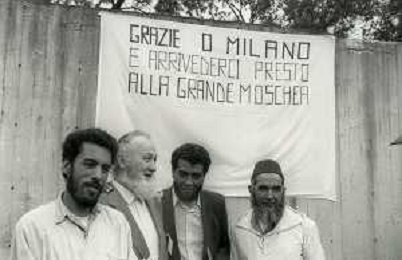 GRAZIE O MILANO
E ARRIVEDERCI PRESTO
ALLA GRANDE MOSCHEA